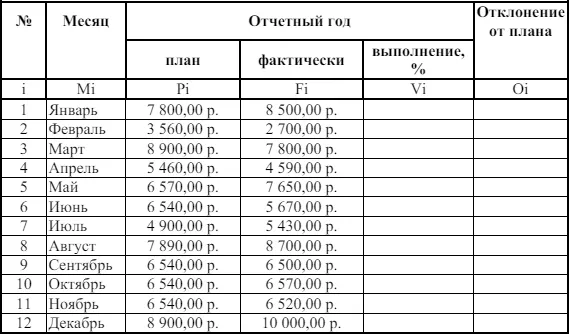 № Месяц Отчетный год Отклонение от плана
план фактически выполнение, %
i Mi Pi Fi Vi Oi
1 Январь 7 800,00 р. 8 500,00 р.
2 Февраль 3 560,00 р. 2 700,00 р.
3 Март 8 900,00 р. 7 800,00 р.
4 Апрель 5 460,00 р. 4 590,00 р.
5 Май 6 570,00 р. 7 650,00 р.
6 Июнь 6 540,00 р. 5 670,00 р.
7 Июль 4 900,00 р. 5 430,00 р.
8 Август 7 890,00 р. 8 700,00 р.
9 Сентябрь 6 540,00 р. 6 500,00 р.
10 Октябрь 6 540,00 р. 6 570,00 р.
11 Ноябрь 6 540,00 р. 6 520,00 р.
12 Декабрь 8 900,00 р. 10 000,00 р.